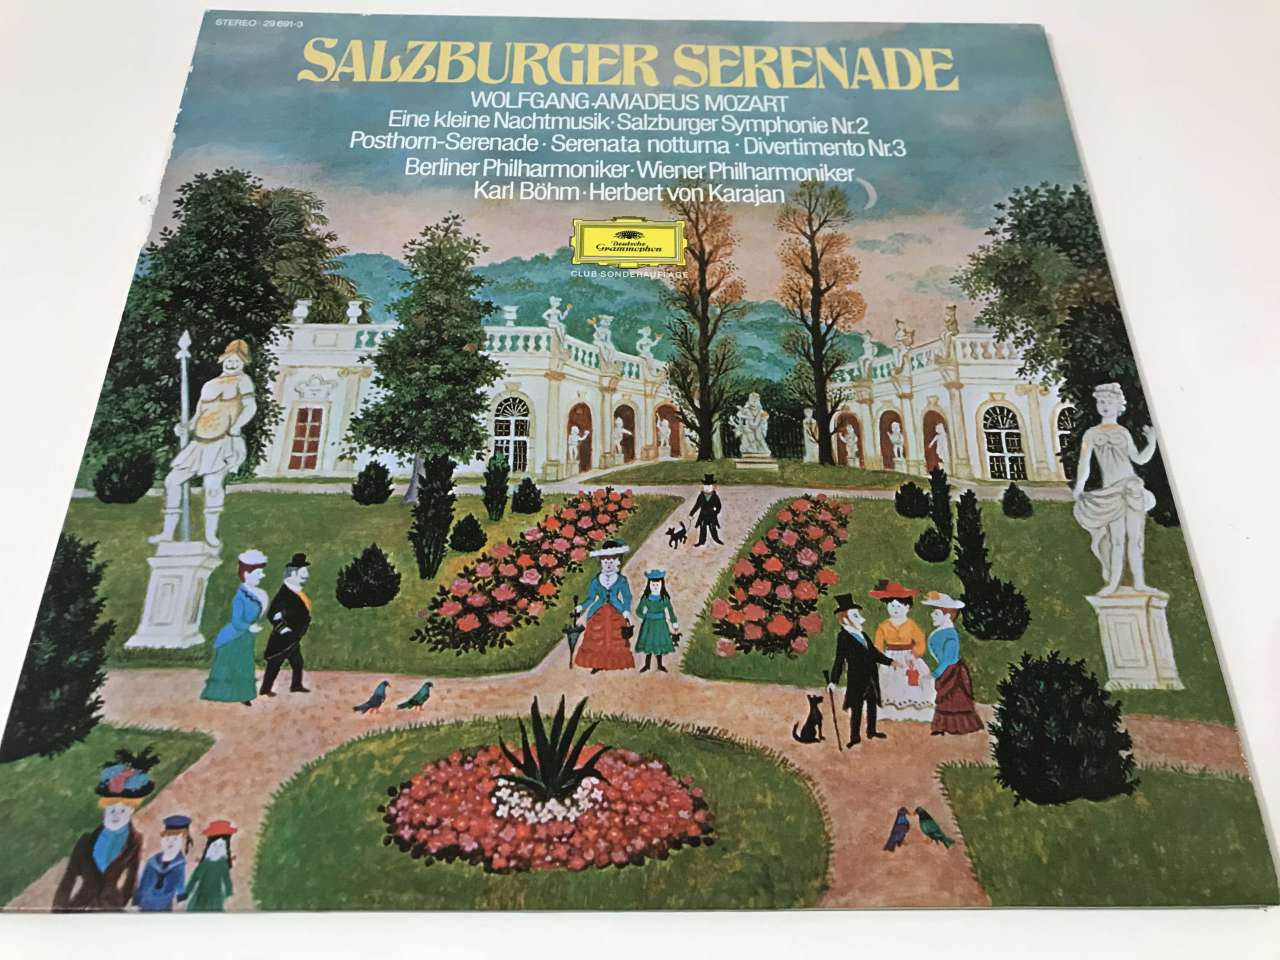 STEREO 29 691-3
SALZBURGER SERENADE
WOLFGANG·AMADEUS MOZART
Eine kleine Nachtmusik·Salzburger Symphonie Nr.2
Posthorn-Serenade·Serenata notturna·Divertimento Nr.3
Berliner Philharmoniker·Wiener Philharmoniker
Karl Böhm·Herbert von Karajan
Deutsche
Grammophon
CLUB-SONDERAUFLAGE